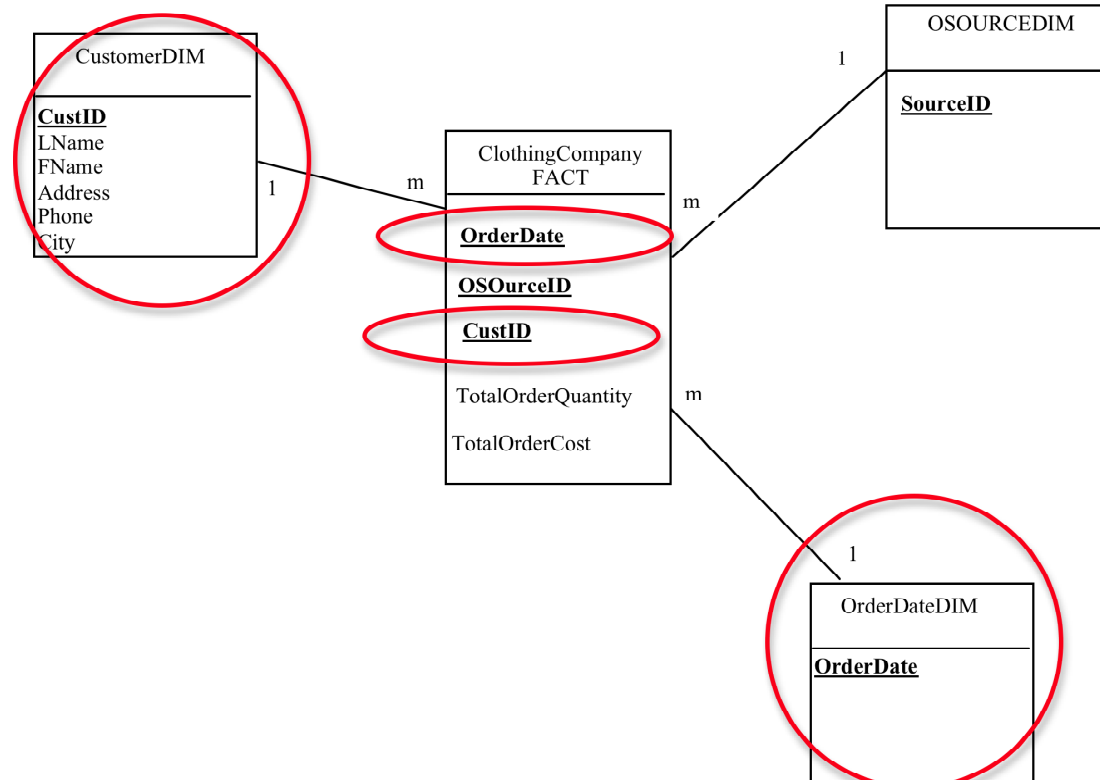 CustomerDIM
CustID
LName
FName
Address
Phone
City
1
m
ClothingCompany
FACT
OrderDate
OSOurceID
CustID
TotalOrderQuantity
TotalOrderCost
m
1
OSOURCEDIM
SourceID
m
1
OrderDateDIM
OrderDate